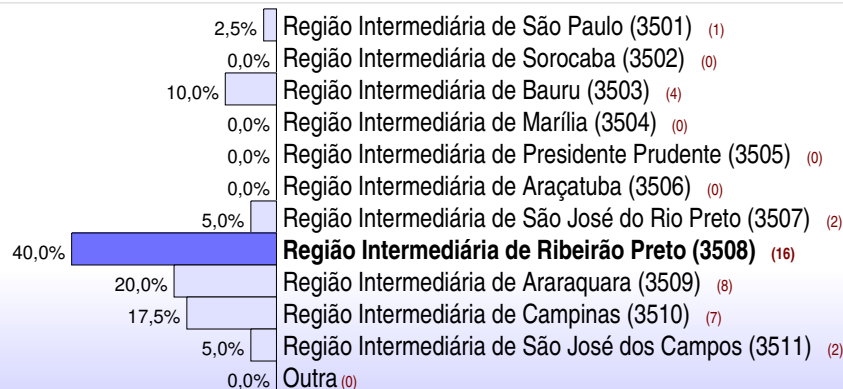 2,5% Região Intermediária de São Paulo (3501) (1)
0,0% Região Intermediária de Sorocaba (3502) (0)
10,0% Região Intermediária de Bauru (3503) (4)
0,0% Região Intermediária de Marília (3504) (0)
0,0% Região Intermediária de Presidente Prudente (3505) (0)
0,0% Região Intermediária de Araçatuba (3506) (0)
5,0% Região Intermediária de São José do Rio Preto (3507) (2)
40,0% Região Intermediária de Ribeirão Preto (3508) (16)
20,0% Região Intermediária de Araraquara (3509) (8)
17,5% Região Intermediária de Campinas (3510) (7)
5,0% Região Intermediária de São José dos Campos (3511) (2)
0,0% Outra (0)